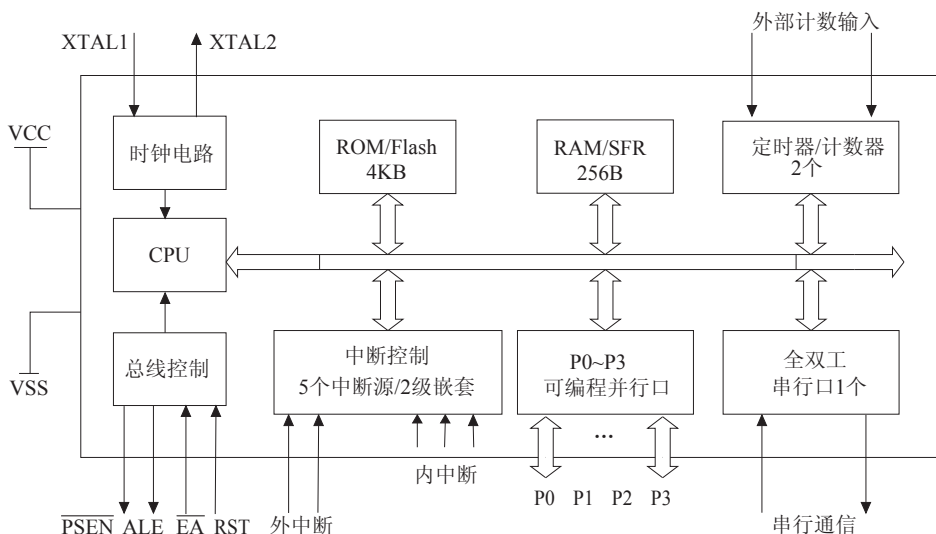 XTAL1 XTAL2 外部计数输入
VCC
时钟电路
ROM/Flash
4KB
RAM/SFR
256B
定时器/计数器
2个
CPU
VSS
总线控制
中断控制
5个中断源/2级嵌套
P0~P3
可编程并行口
全双工
串行口1个
...
内中断
P0 P1 P2 P3
PSEN ALE EA RST 外中断 串行通信